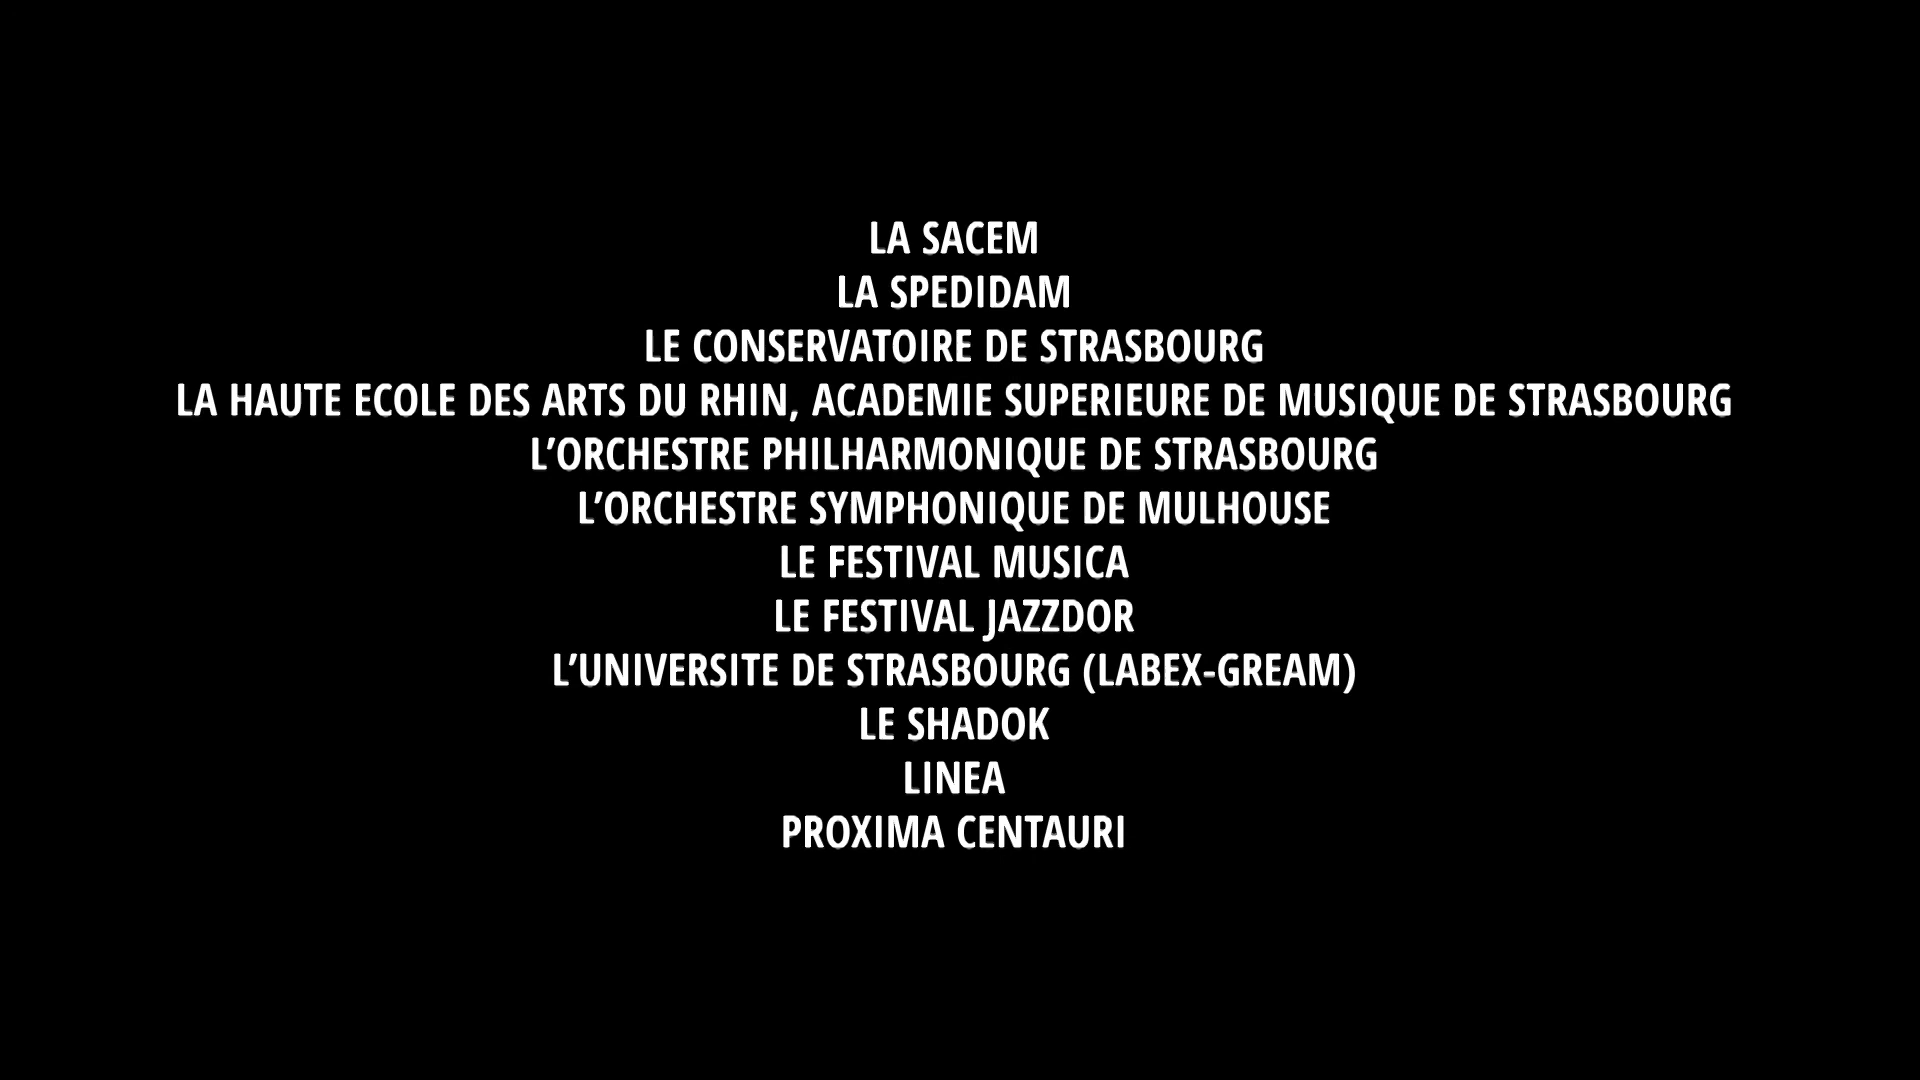 LA SACEM
LA SPEDIDAM
LE CONSERVATOIRE DE STRASBOURG
LA HAUTE ECOLE DES ARTS DU RHIN, ACADEMIE SUPERIEURE DE MUSIQUE DE STRASBOURG
L’ORCHESTRE PHILHARMONIQUE DE STRASBOURG
L’ORCHESTRE SYMPHONIQUE DE MULHOUSE
LE FESTIVAL MUSICA
LE FESTIVAL JAZZDOR
L’UNIVERSITE DE STRASBOURG (LABEX-GREAM)
LE SHADOK
LINEA
PROXIMA CENTAURI